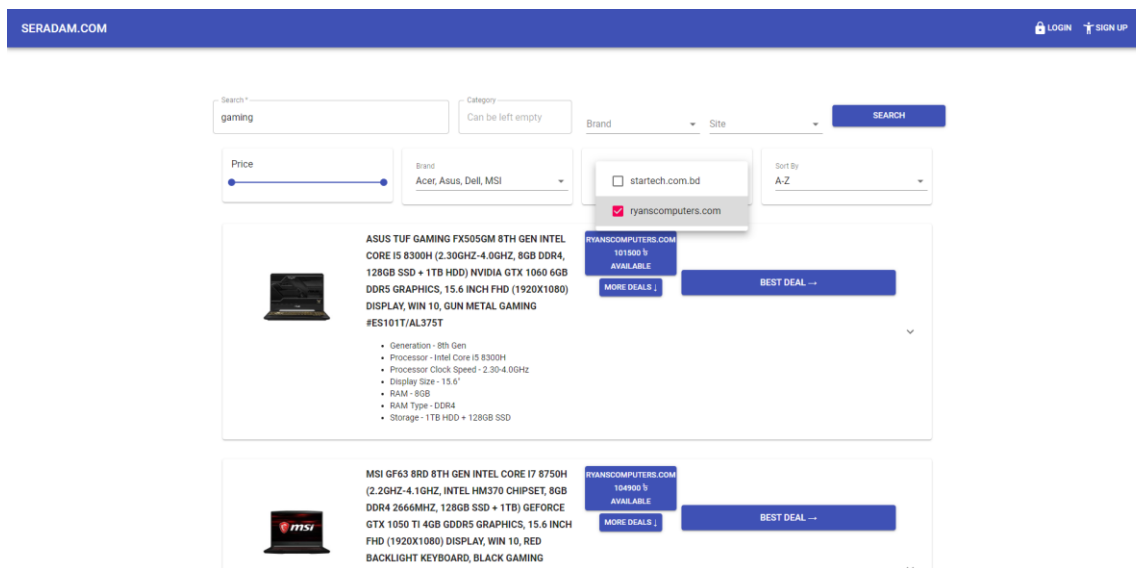 SERADAM.COM
LOGIN
SIGN UP
Search *
gaming
Category
Can be left empty
Brand
Site
SEARCH
Price
Brand
Acer, Asus, Dell, MSI
startech.com.bd
ryanscomputers.com
Sort By
A-Z
ASUS TUF GAMING FX505GM 8TH GEN INTEL
CORE I5 8300H (2.30GHZ-4.0GHZ, 8GB DDR4,
128GB SSD + 1TB HDD) NVIDIA GTX 1060 6GB
DDR5 GRAPHICS, 15.6 INCH FHD (1920X1080)
DISPLAY, WIN 10, GUN METAL GAMING
#ES101T/AL375T
• Generation - 8th Gen
• Processor - Intel Core i5 8300H
• Processor Clock Speed - 2.30-4.0GHz
• Display Size - 15.6"
• RAM - 8GB
• RAM Type - DDR4
• Storage - 1TB HDD + 128GB SSD
RYANSCOMPUTERS.COM
101500 ৳
AVAILABLE
MORE DEALS ↓
BEST DEAL →
MSI GF63 8RD 8TH GEN INTEL CORE I7 8750H
(2.2GHZ-4.1GHZ, INTEL HM370 CHIPSET, 8GB
DDR4 2666MHZ, 128GB SSD + 1TB) GEFORCE
GTX 1050 TI 4GB GDDR5 GRAPHICS, 15.6 INCH
FHD (1920X1080) DISPLAY, WIN 10, RED
BACKLIGHT KEYBOARD, BLACK GAMING
msi
RYANSCOMPUTERS.COM
104900 ৳
AVAILABLE
MORE DEALS ↓
BEST DEAL →